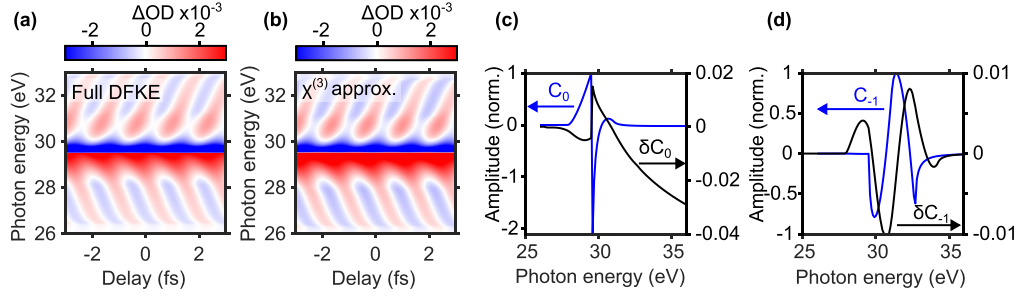 (a)
ΔOD x10⁻³
-2 0 2
Full DFKE
Photon energy (eV)
32
30
28
26
-2 0 2
Delay (fs)
(b)
ΔOD x10⁻³
-2 0 2
χ⁽³⁾ approx.
Photon energy (eV)
32
30
28
26
-2 0 2
Delay (fs)
(c)
Amplitude (norm.)
1
0
-1
-2
C₀
δC₀
0.02
0
-0.02
-0.04
25 30 35
Photon energy (eV)
(d)
Amplitude (norm.)
1
0.5
0
-0.5
-1
C₋₁
δC₋₁
0.01
0
-0.01
25 30 35
Photon energy (eV)